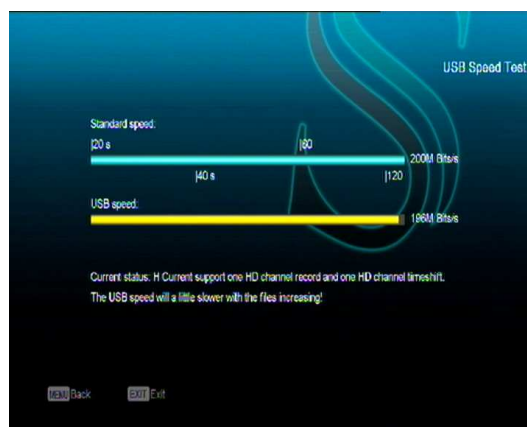 USB Speed Test
Standard speed:
|20 s |60
200M Bits/s
|40 s |120
USB speed:
196M Bits/s
Current status: H Current support one HD channel record and one HD channel timeshift.
The USB speed will a little slower with the files increasing!
MENU Back EXIT Exit